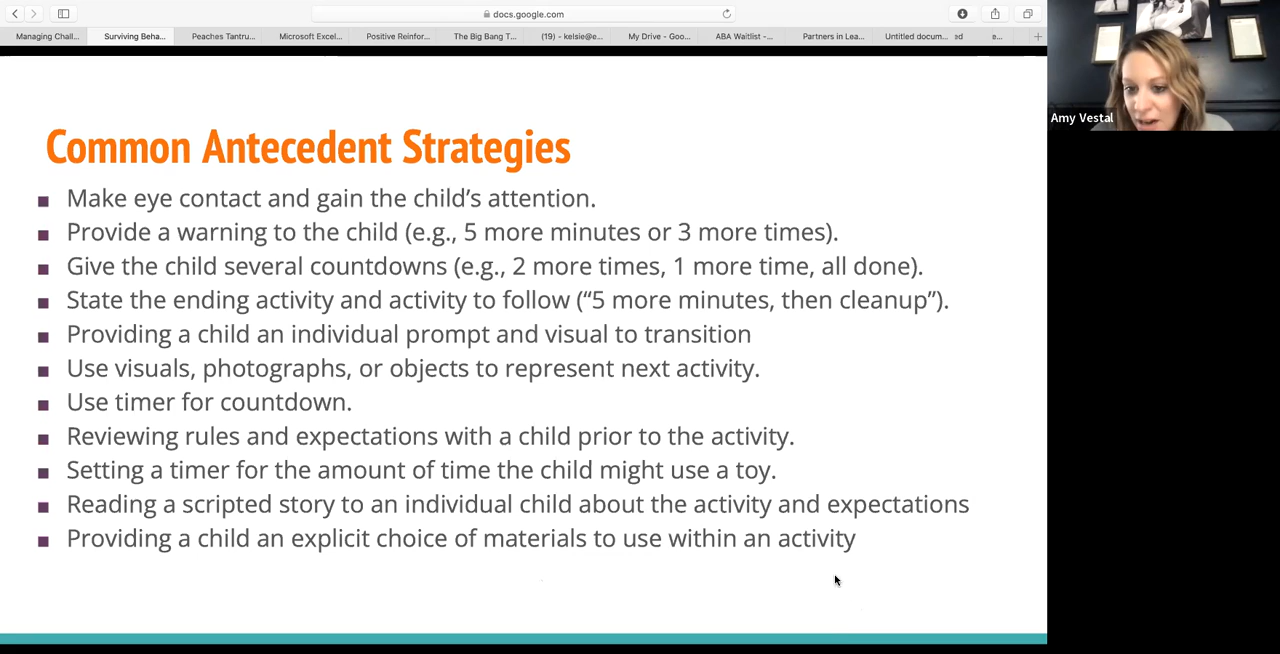 docs.google.com
Managing Chall...
Surviving Beha...
Peaches Tantru...
Microsoft Excel...
Positive Reinfor...
The Big Bang T...
(19) - kelsie@e...
My Drive - Goo...
ABA Waitlist -...
Partners in Lea...
Untitled docum...
ed
e...
Amy Vestal
Common Antecedent Strategies
■ Make eye contact and gain the child’s attention.
■ Provide a warning to the child (e.g., 5 more minutes or 3 more times).
■ Give the child several countdowns (e.g., 2 more times, 1 more time, all done).
■ State the ending activity and activity to follow (“5 more minutes, then cleanup”).
■ Providing a child an individual prompt and visual to transition
■ Use visuals, photographs, or objects to represent next activity.
■ Use timer for countdown.
■ Reviewing rules and expectations with a child prior to the activity.
■ Setting a timer for the amount of time the child might use a toy.
■ Reading a scripted story to an individual child about the activity and expectations
■ Providing a child an explicit choice of materials to use within an activity